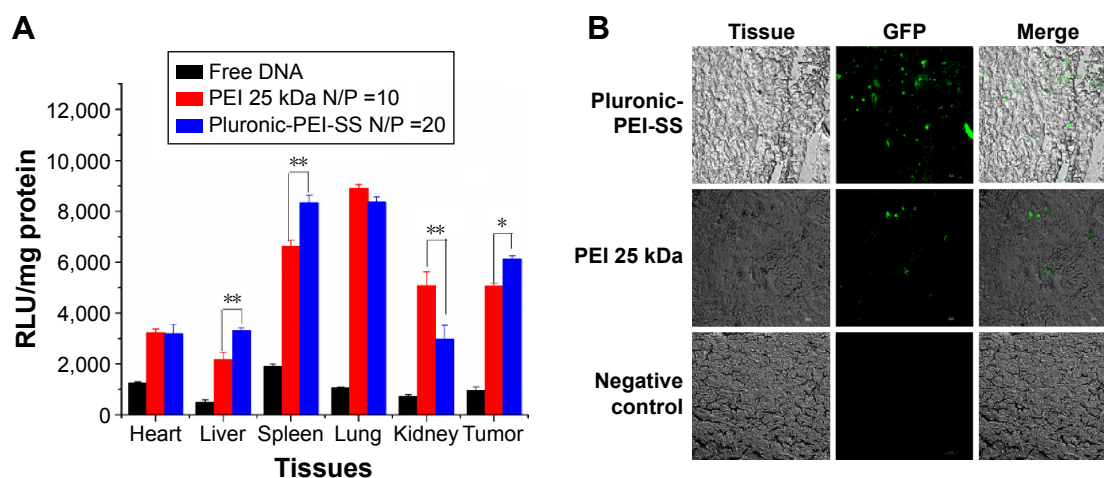 A
Free DNA
PEI 25 kDa N/P =10
Pluronic-PEI-SS N/P =20
RLU/mg protein
12,000
10,000
8,000
6,000
4,000
2,000
0
**
**
**
*
Heart Liver Spleen Lung Kidney Tumor
Tissues
B
Tissue GFP Merge
Pluronic-
PEI-SS
PEI 25 kDa
Negative
control